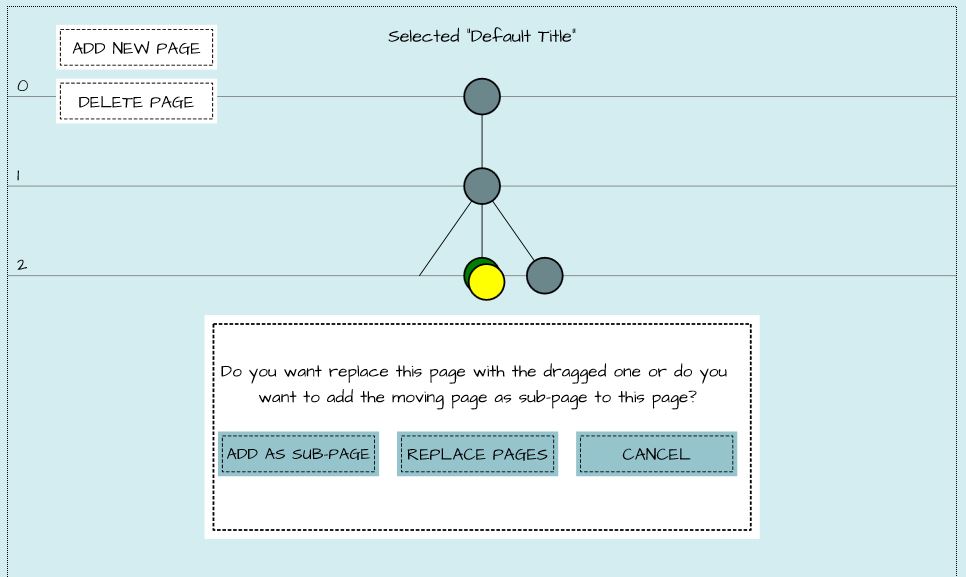 Selected "Default Title"
ADD NEW PAGE
0
DELETE PAGE
1
2
Do you want replace this page with the dragged one or do you
want to add the moving page as sub-page to this page?
ADD AS SUB-PAGE
REPLACE PAGES
CANCEL